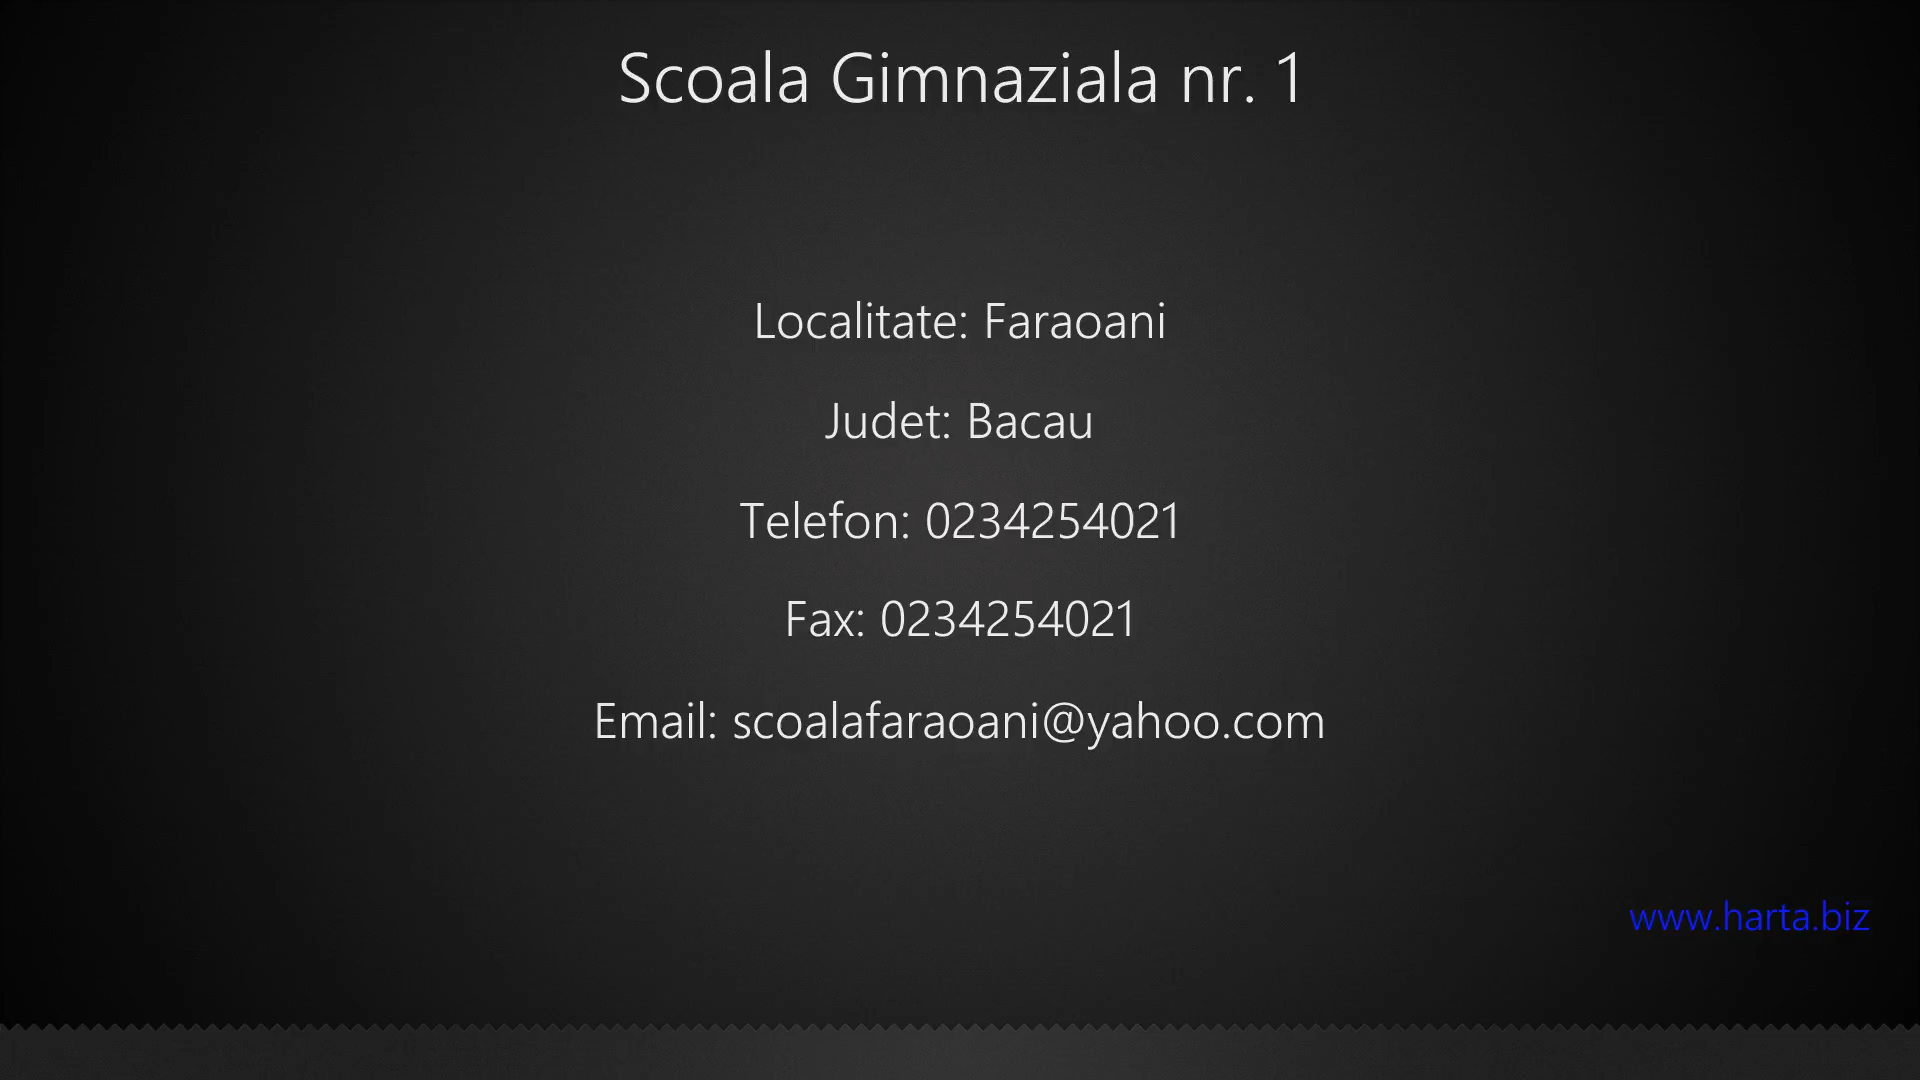 Scoala Gimnaziala nr. 1
Localitate: Faraoani
Judet: Bacau
Telefon: 0234254021
Fax: 0234254021
Email: scoalafaraoani@yahoo.com
www.harta.biz